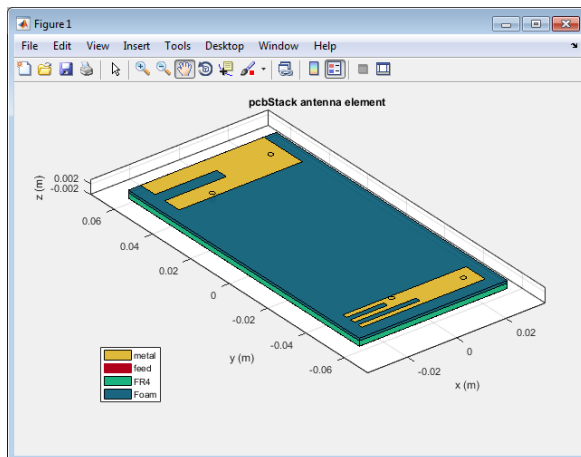 Figure 1
File Edit View Insert Tools Desktop Window Help
pcbStack antenna element
z (m)
0.002
-0.002
0.06
0.04
0.02
0
-0.02
-0.04
-0.06
y (m)
0.02
0
-0.02
x (m)
metal
feed
FR4
Foam